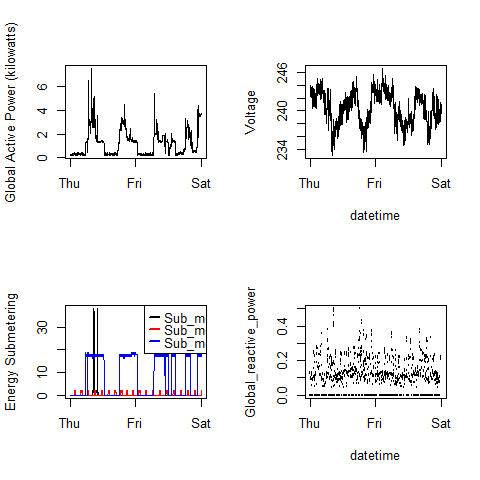 Global Active Power (kilowatts)
0 2 4 6
Thu Fri Sat
Voltage
234 240 246
Thu Fri Sat
datetime
Energy Submetering
0 10 30
Thu Fri Sat
Sub_m
Sub_m
Sub_m
Global_reactive_power
0.0 0.2 0.4
Thu Fri Sat
datetime